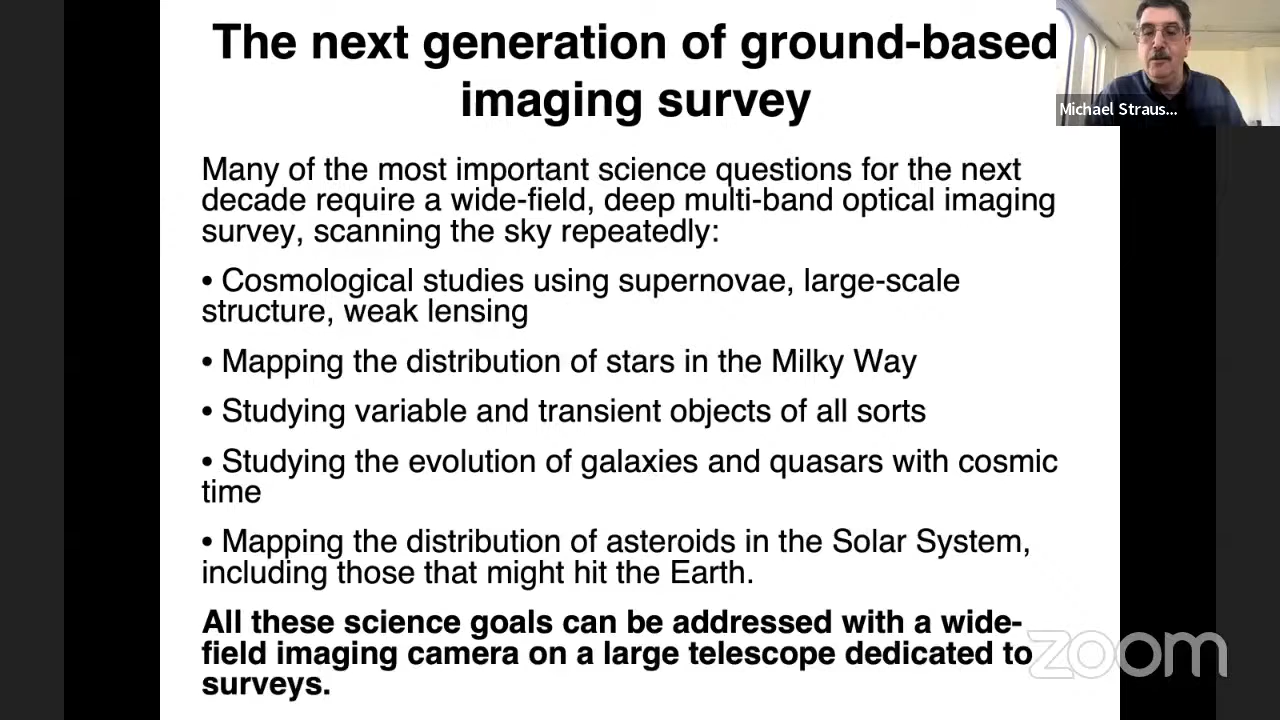 The next generation of ground-based
imaging survey
Michael Straus...
Many of the most important science questions for the next
decade require a wide-field, deep multi-band optical imaging
survey, scanning the sky repeatedly:
• Cosmological studies using supernovae, large-scale
structure, weak lensing
• Mapping the distribution of stars in the Milky Way
• Studying variable and transient objects of all sorts
• Studying the evolution of galaxies and quasars with cosmic
time
• Mapping the distribution of asteroids in the Solar System,
including those that might hit the Earth.
All these science goals can be addressed with a wide-
field imaging camera on a large telescope dedicated to
surveys.
zoom